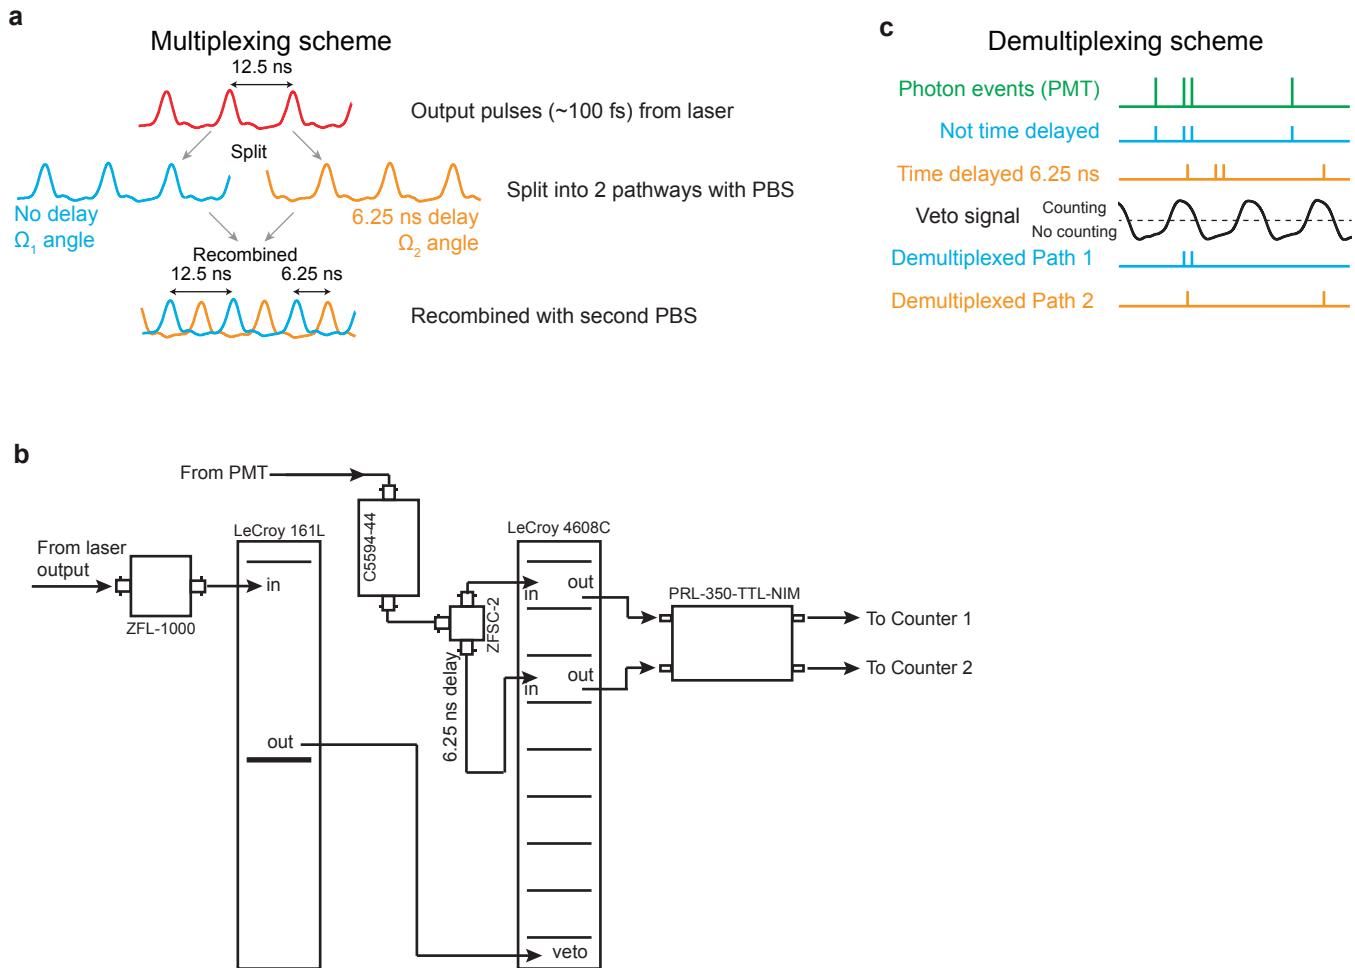 a
Multiplexing scheme
12.5 ns
Output pulses (~100 fs) from laser
Split
Split into 2 pathways with PBS
No delay
Ω1 angle
6.25 ns delay
Ω2 angle
Recombined
12.5 ns
6.25 ns
Recombined with second PBS
c
Demultiplexing scheme
Photon events (PMT)
Not time delayed
Time delayed 6.25 ns
Veto signal
Counting
No counting
Demultiplexed Path 1
Demultiplexed Path 2
b
From PMT
From laser
output
ZFL-1000
LeCroy 161L
in
out
C5594-44
ZFSC-2
6.25 ns delay
LeCroy 4608C
in
out
in
out
veto
PRL-350-TTL-NIM
To Counter 1
To Counter 2